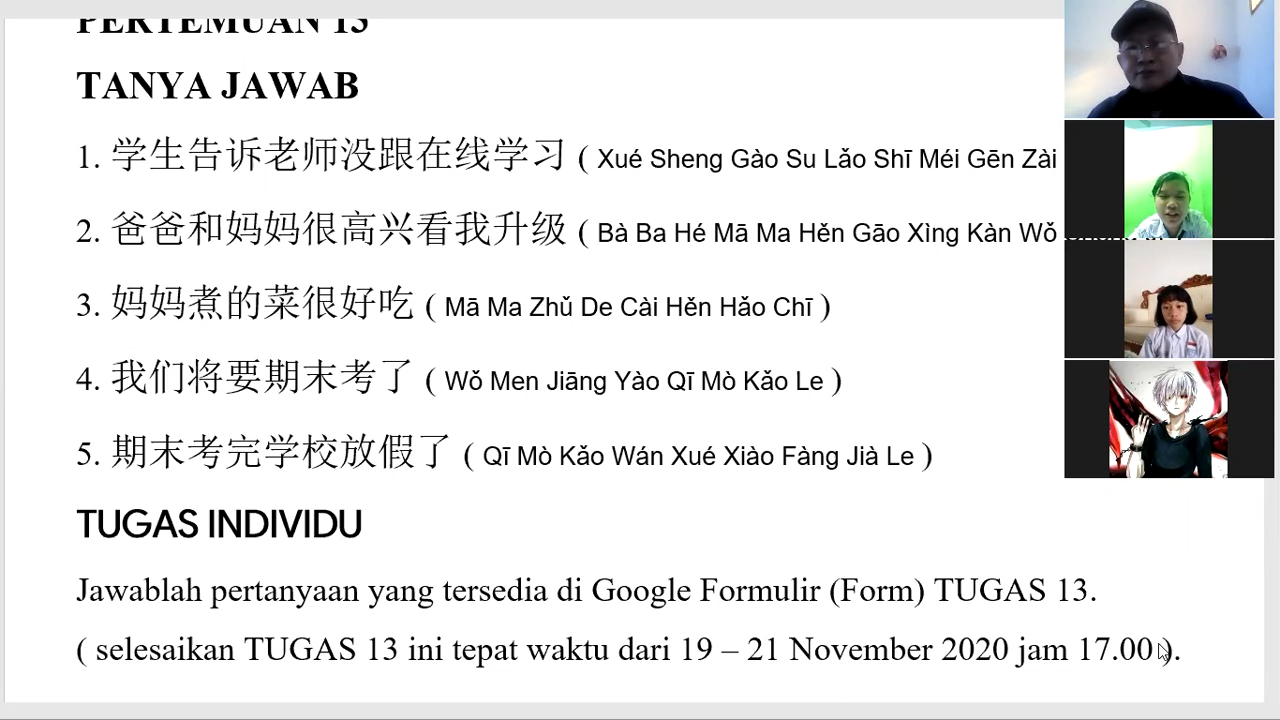 PERTEMUAN 13
TANYA JAWAB
1. 学生告诉老师没跟在线学习 ( Xué Sheng Gào Su Lǎo Shī Méi Gēn Zài
2. 爸爸和妈妈很高兴看我升级 ( Bà Ba Hé Mā Ma Hěn Gāo Xìng Kàn Wǒ
3. 妈妈煮的菜很好吃 ( Mā Ma Zhǔ De Cài Hěn Hǎo Chī )
4. 我们将要期末考了 ( Wǒ Men Jiāng Yào Qī Mò Kǎo Le )
5. 期末考完学校放假了 ( Qī Mò Kǎo Wán Xué Xiào Fàng Jià Le )
TUGAS INDIVIDU
Jawablah pertanyaan yang tersedia di Google Formulir (Form) TUGAS 13.
( selesaikan TUGAS 13 ini tepat waktu dari 19 – 21 November 2020 jam 17.00 ).